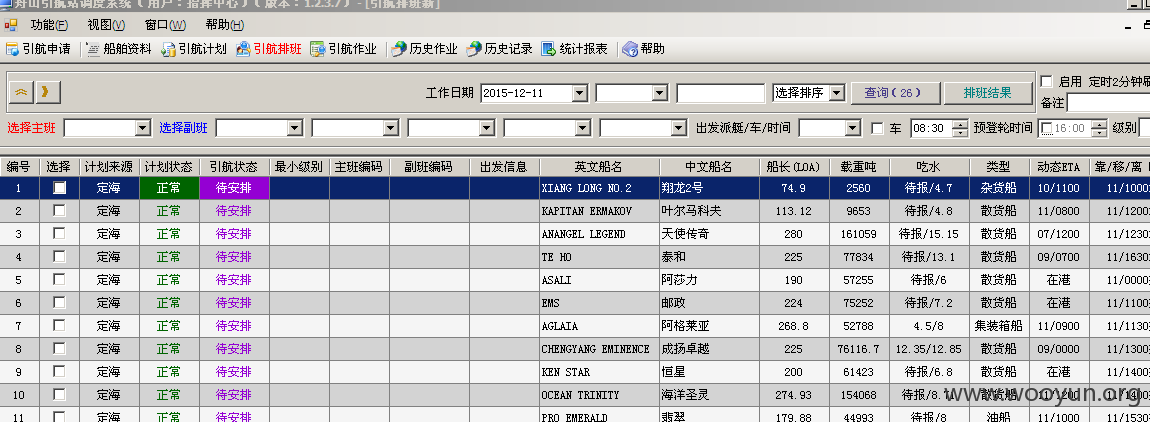 舟山引航站调度系统(用户：指挥中心)(版本：1.2.3.7) - [引航排班新]
功能(F) 视图(V) 窗口(W) 帮助(H)
引航申请 船舶资料 引航计划 引航排班 引航作业 历史作业 历史记录 统计报表 帮助
工作日期 2015-12-11 选择排序 查询(26) 排班结果 启用 定时2分钟刷
备注
选择主班 选择副班 出发派艇/车/时间 车 08:30 预登轮时间 16:00 级别
编号 选择 计划来源 计划状态 引航状态 最小级别 主班编码 副班编码 出发信息 英文船名 中文船名 船长(LOA) 载重吨 吃水 类型 动态ETA 靠/移/离
1 定海 正常 待安排 XIANG LONG NO.2 翔龙2号 74.9 2560 待报/4.7 杂货船 10/1100 11/1000
2 定海 正常 待安排 KAPITAN ERMAKOV 叶尔马科夫 113.12 9653 待报/4.8 散货船 11/0800 11/1200
3 定海 正常 待安排 ANANGEL LEGEND 天使传奇 280 161059 待报/15.15 散货船 07/1200 11/1230
4 定海 正常 待安排 TE HO 泰和 225 77834 待报/13.1 散货船 09/0700 11/1630
5 定海 正常 待安排 ASALI 阿莎力 190 57255 待报/6 散货船 在港 11/0000
6 定海 正常 待安排 EMS 邮政 224 75252 待报/7.2 散货船 在港 11/1100
7 定海 正常 待安排 AGLAIA 阿格莱亚 268.8 52788 4.5/8 集装箱船 11/0900 11/1130
8 定海 正常 待安排 CHENGYANG EMINENCE 成扬卓越 225 76116.7 12.35/12.85 散货船 09/0000 11/1300
9 定海 正常 待安排 KEN STAR 恒星 200 61423 待报/6.8 散货船 在港 11/1400
10 定海 正常 待安排 OCEAN TRINITY 海洋圣灵 274.93 154068 待报/8.71 散货船 11/1200 11/1400
11 定海 正常 待安排 PRO EMERALD 翡翠 179.88 44993 待报/8 油船 11/1000 11/1530
www.wooyun.org